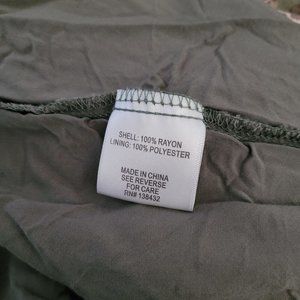 SHELL: 100% RAYON
LINING: 100% POLYESTER
MADE IN CHINA
SEE REVERSE
FOR CARE
RN# 138432